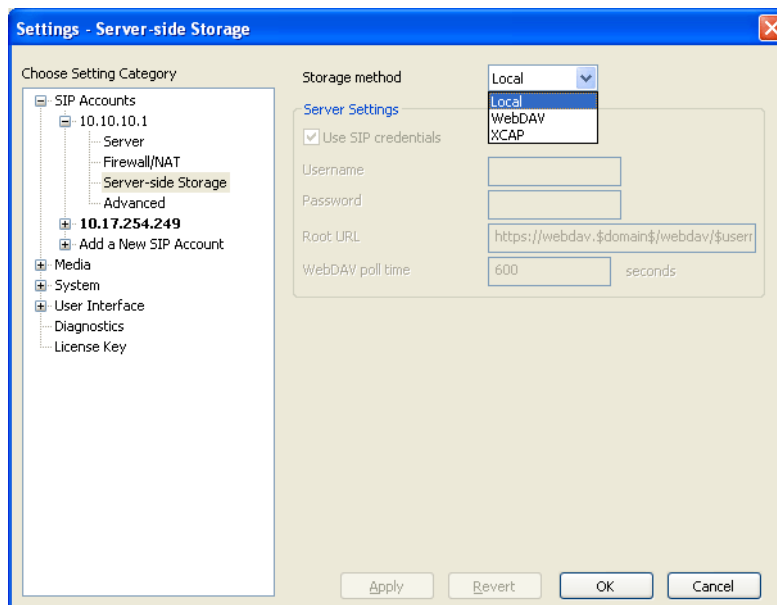 Settings - Server-side Storage
Choose Setting Category
SIP Accounts
10.10.10.1
Server
Firewall/NAT
Server-side Storage
Advanced
10.17.254.249
Add a New SIP Account
Media
System
User Interface
Diagnostics
License Key
Storage method
Local
Local
WebDAV
XCAP
Server Settings
Use SIP credentials
Username
Password
Root URL
https://webdav.$domain$/webdav/$userr
WebDAV poll time
600
seconds
Apply
Revert
OK
Cancel